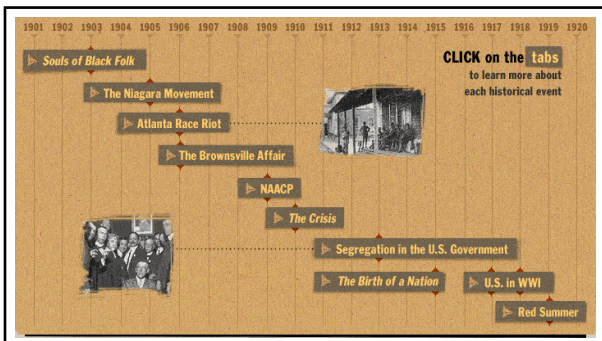 1901 1902 1903 1904 1905 1906 1907 1908 1909 1910 1911 1912 1913 1914 1915 1916 1917 1918 1919 1920
CLICK on the tabs
to learn more about
each historical event
Souls of Black Folk
The Niagara Movement
Atlanta Race Riot
The Brownsville Affair
NAACP
The Crisis
Segregation in the U.S. Government
The Birth of a Nation
U.S. in WWI
Red Summer